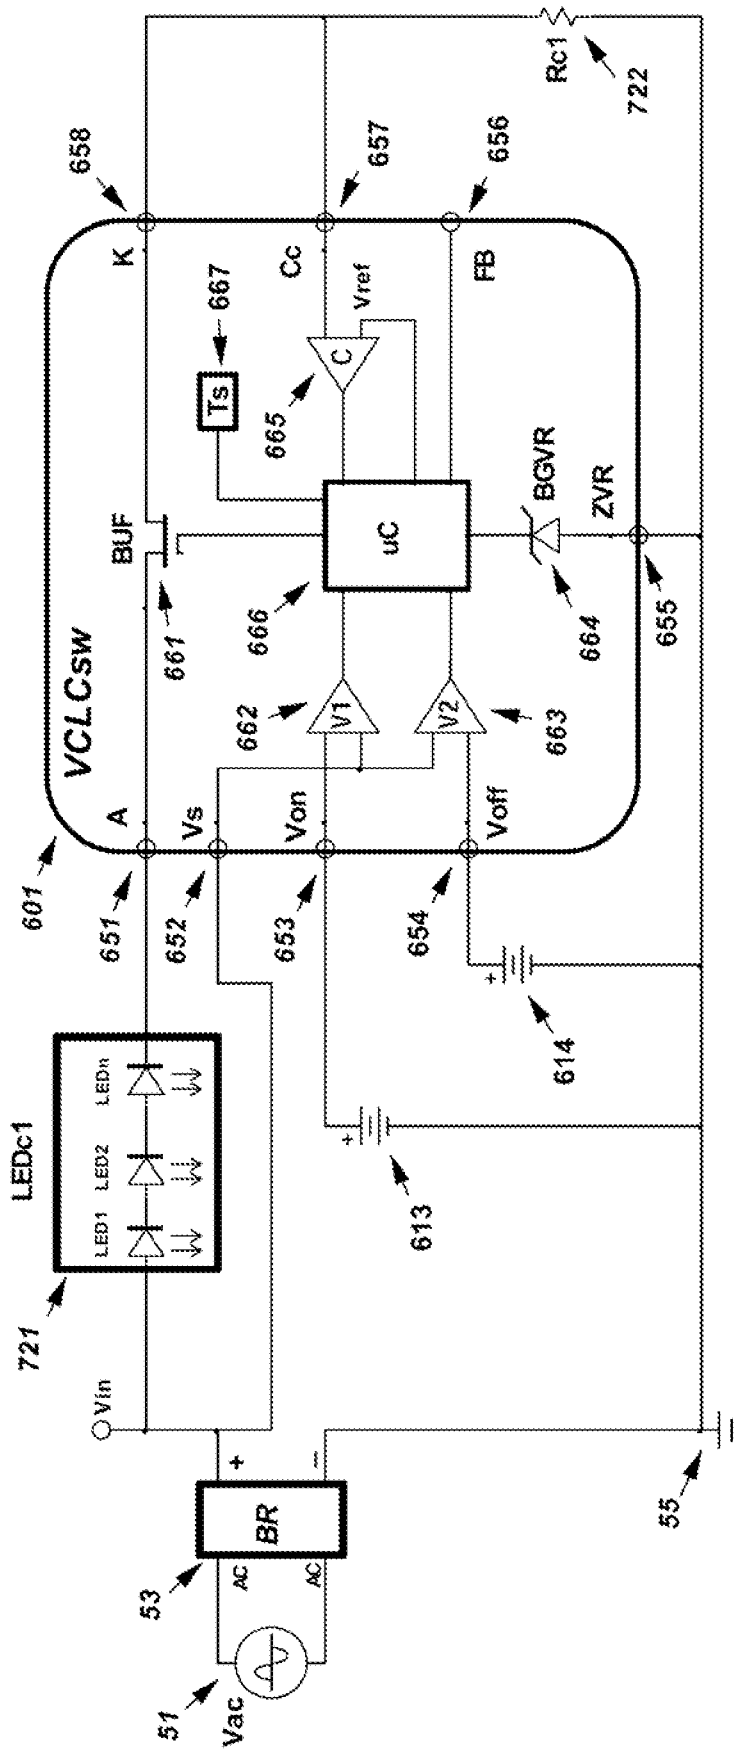 51
Vac
53
AC
AC
BR
+
−
Vin
55
721
LEDc1
LED1
LED2
LEDn
613
+
614
+
601
VCLCsw
651
A
652
Vs
653
Von
654
Voff
662
V1
663
V2
661
BUF
666
uC
664
BGVR
ZVR
655
Ts
667
665
C
Vref
K
658
Cc
657
FB
656
Rc1
722